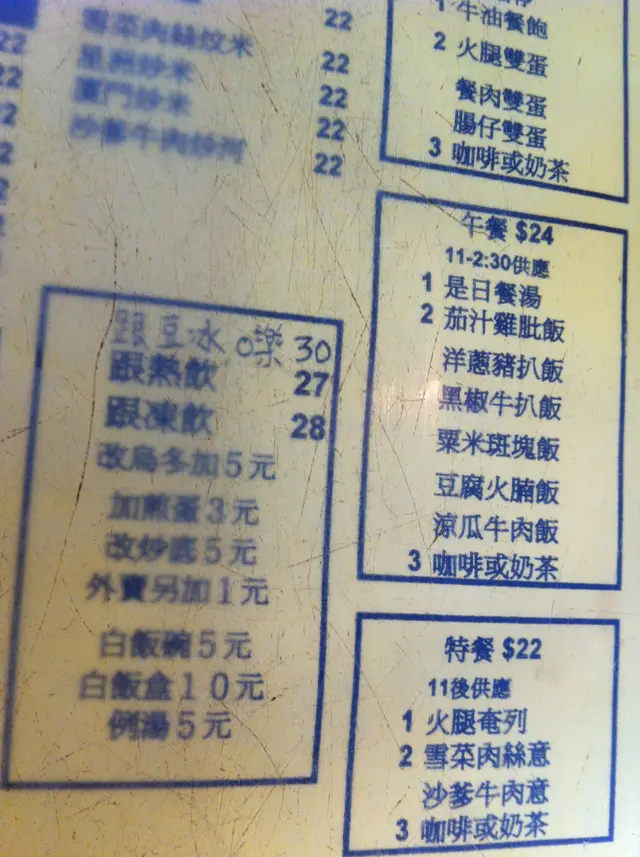 22
雪菜肉絲炆米 22
星洲炒米 22
廈門炒米 22
沙爹牛肉炒河 22
22
22
跟豆冰 30
跟熱飲 27
跟凍飲 28
改烏冬加5元
加煎蛋3元
改炒底5元
外賣另加1元
白飯碗5元
白飯盒10元
例湯5元
1 牛油餐飽
2 火腿雙蛋
餐肉雙蛋
腸仔雙蛋
3 咖啡或奶茶
午餐 $24
11-2:30供應
1 是日餐湯
2 茄汁雞肶飯
洋蔥豬扒飯
黑椒牛扒飯
粟米斑塊飯
豆腐火腩飯
涼瓜牛肉飯
3 咖啡或奶茶
特餐 $22
11後供應
1 火腿奄列
2 雪菜肉絲意
沙爹牛肉意
3 咖啡或奶茶